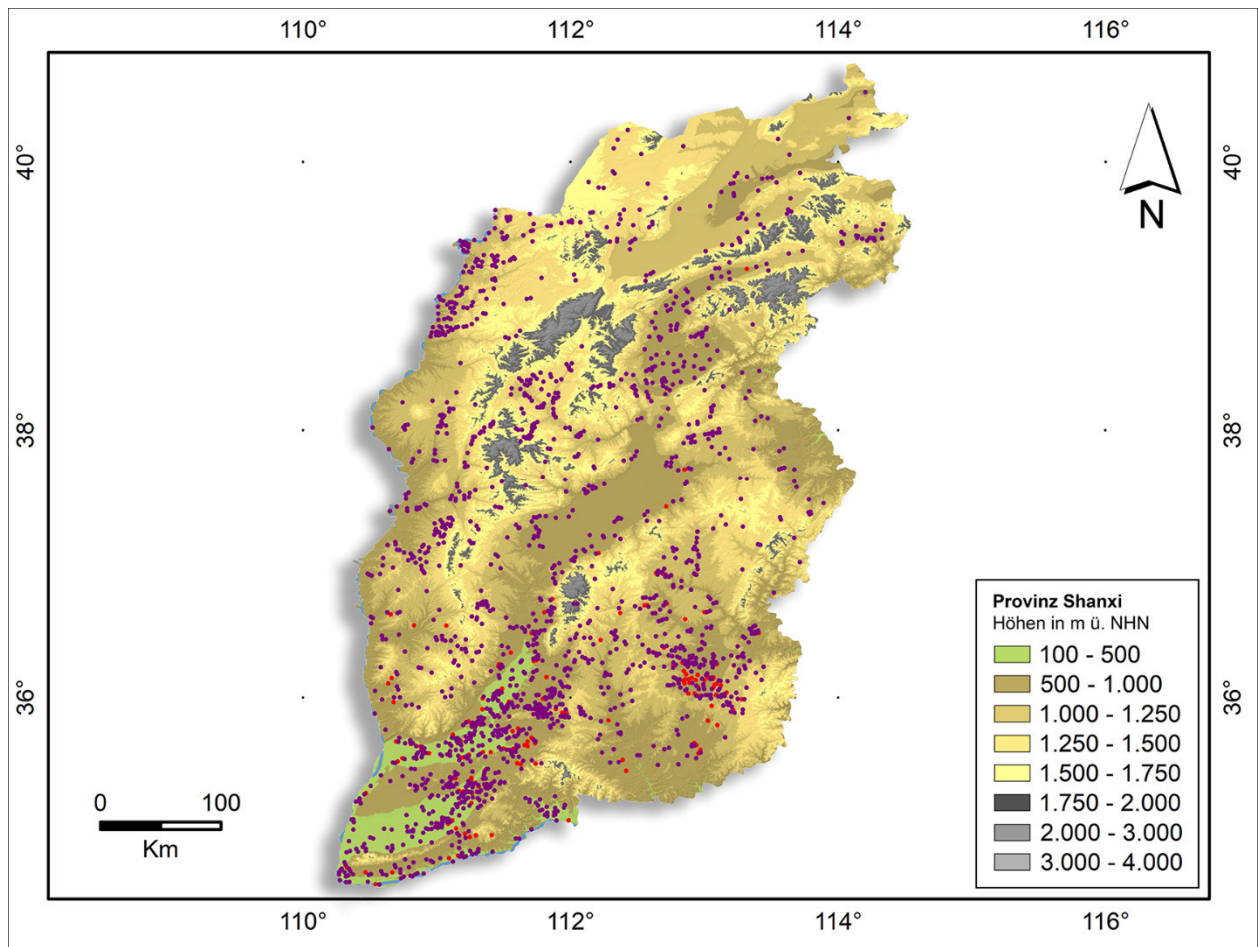 110° 112° 114° 116°
40° 40°
N
38° 38°
36° 36°
0 100
Km
Provinz Shanxi
Höhen in m ü. NHN
100 - 500
500 - 1.000
1.000 - 1.250
1.250 - 1.500
1.500 - 1.750
1.750 - 2.000
2.000 - 3.000
3.000 - 4.000
110° 112° 114° 116°